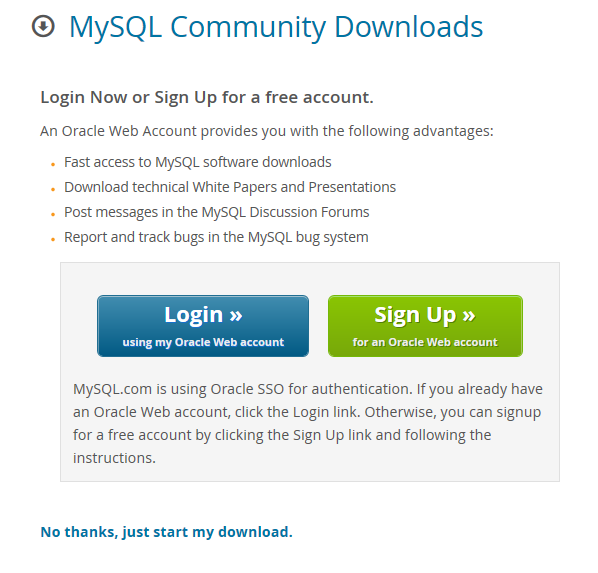 MySQL Community Downloads
Login Now or Sign Up for a free account.
An Oracle Web Account provides you with the following advantages:
Fast access to MySQL software downloads
Download technical White Papers and Presentations
Post messages in the MySQL Discussion Forums
Report and track bugs in the MySQL bug system
Login »
using my Oracle Web account
Sign Up »
for an Oracle Web account
MySQL.com is using Oracle SSO for authentication. If you already have
an Oracle Web account, click the Login link. Otherwise, you can signup
for a free account by clicking the Sign Up link and following the
instructions.
No thanks, just start my download.